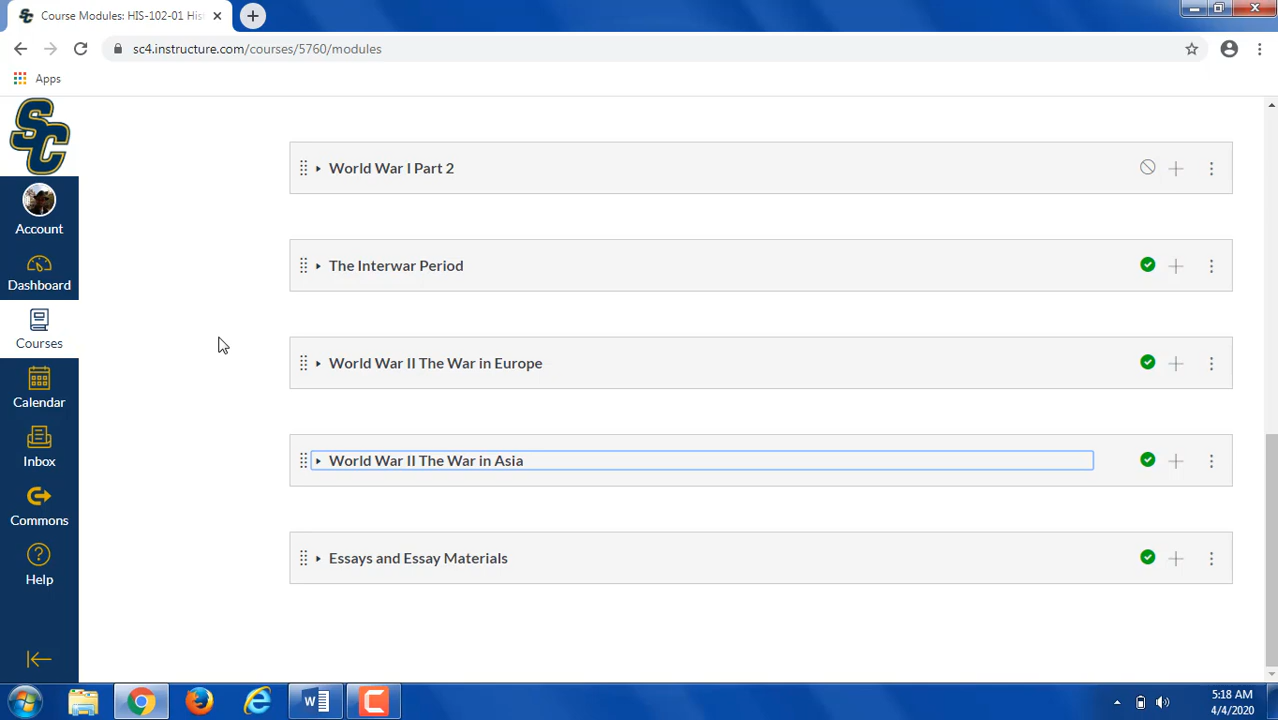 Course Modules: HIS-102-01 Hist
sc4.instructure.com/courses/5760/modules
Apps
SC
Account
Dashboard
Courses
Calendar
Inbox
Commons
Help
World War I Part 2
The Interwar Period
World War II The War in Europe
World War II The War in Asia
Essays and Essay Materials
5:18 AM
4/4/2020